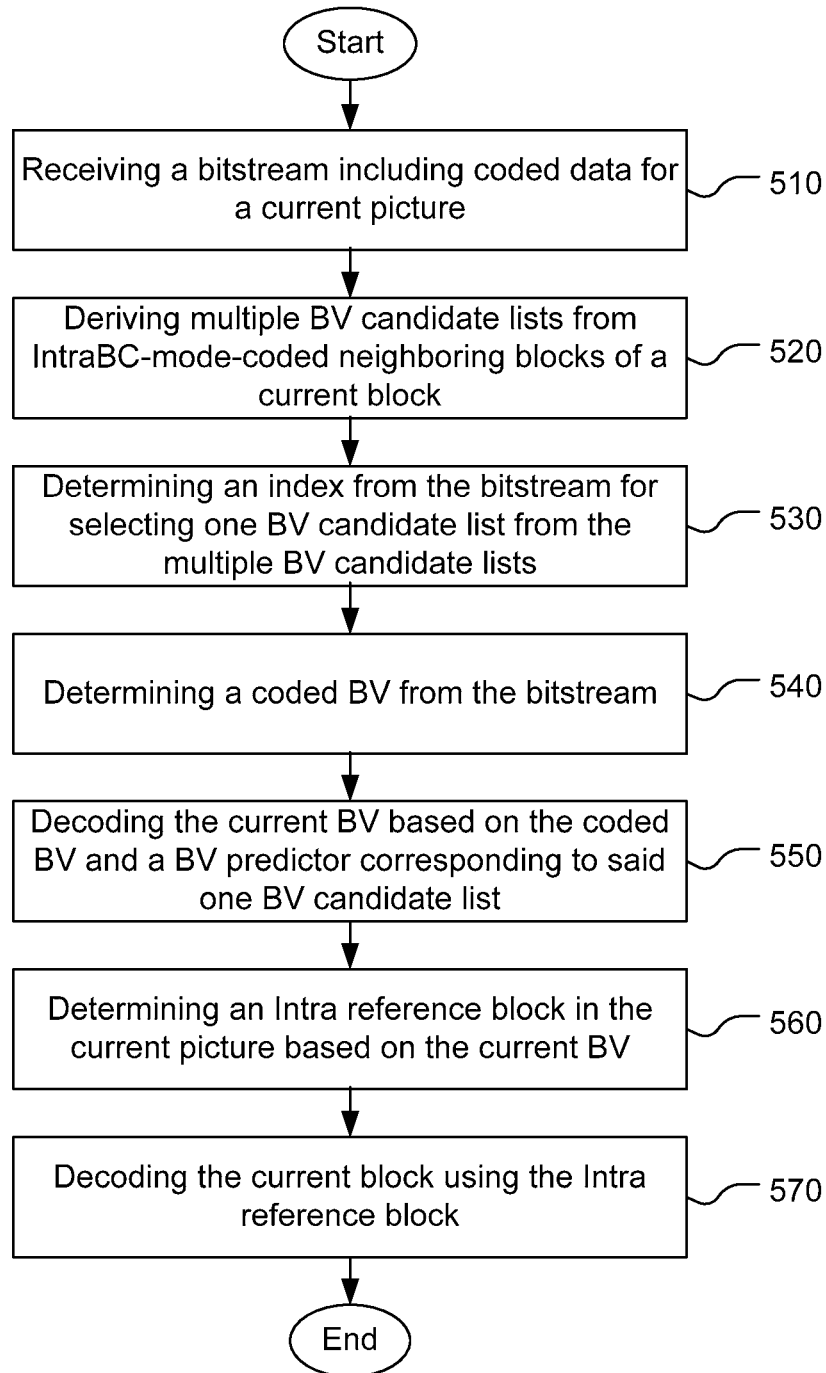 Start
Receiving a bitstream including coded data for
a current picture
510
Deriving multiple BV candidate lists from
IntraBC-mode-coded neighboring blocks of a
current block
520
Determining an index from the bitstream for
selecting one BV candidate list from the
multiple BV candidate lists
530
Determining a coded BV from the bitstream
540
Decoding the current BV based on the coded
BV and a BV predictor corresponding to said
one BV candidate list
550
Determining an Intra reference block in the
current picture based on the current BV
560
Decoding the current block using the Intra
reference block
570
End